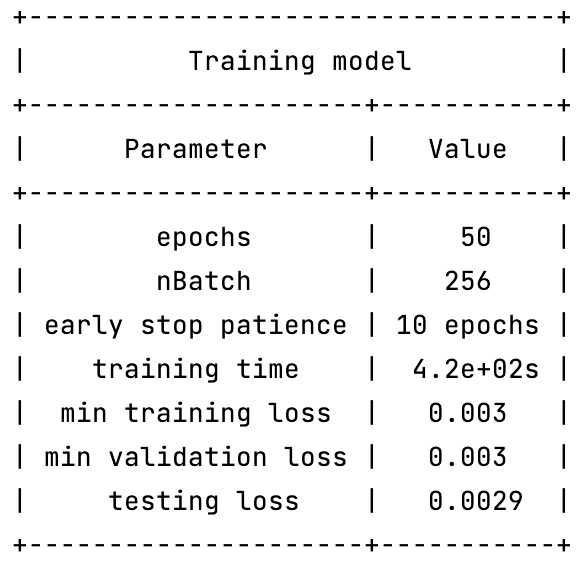 +----------------------------------+
|          Training model          |
+---------------------+------------+
|      Parameter      |   Value    |
+---------------------+------------+
|        epochs       |     50     |
|        nBatch       |    256     |
| early stop patience | 10 epochs  |
|    training time    |  4.2e+02s  |
|  min training loss  |   0.003    |
| min validation loss |   0.003    |
|     testing loss    |   0.0029   |
+---------------------+------------+